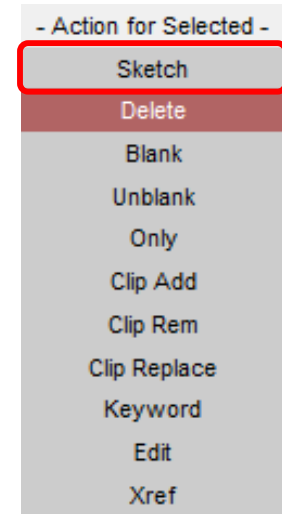 - Action for Selected -
Sketch
Delete
Blank
Unblank
Only
Clip Add
Clip Rem
Clip Replace
Keyword
Edit
Xref